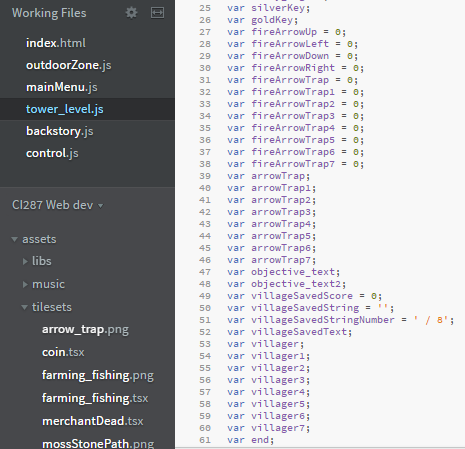 Working Files
index.html
outdoorZone.js
mainMenu.js
tower_level.js
backstory.js
control.js
CI287 Web dev
assets
libs
music
tilesets
arrow_trap.png
coin.tsx
farming_fishing.png
farming_fishing.tsx
merchantDead.tsx
mossStonePath.png
25 var silverKey;
26 var goldKey;
27 var fireArrowUp = 0;
28 var fireArrowLeft = 0;
29 var fireArrowDown = 0;
30 var fireArrowRight = 0;
31 var fireArrowTrap = 0;
32 var fireArrowTrap1 = 0;
33 var fireArrowTrap2 = 0;
34 var fireArrowTrap3 = 0;
35 var fireArrowTrap4 = 0;
36 var fireArrowTrap5 = 0;
37 var fireArrowTrap6 = 0;
38 var fireArrowTrap7 = 0;
39 var arrowTrap;
40 var arrowTrap1;
41 var arrowTrap2;
42 var arrowTrap3;
43 var arrowTrap4;
44 var arrowTrap5;
45 var arrowTrap6;
46 var arrowTrap7;
47 var objective_text;
48 var objective_text2;
49 var villageSavedScore = 0;
50 var villageSavedString = '';
51 var villageSavedStringNumber = ' / 8';
52 var villageSavedText;
53 var villager;
54 var villager1;
55 var villager2;
56 var villager3;
57 var villager4;
58 var villager5;
59 var villager6;
60 var villager7;
61 var end;